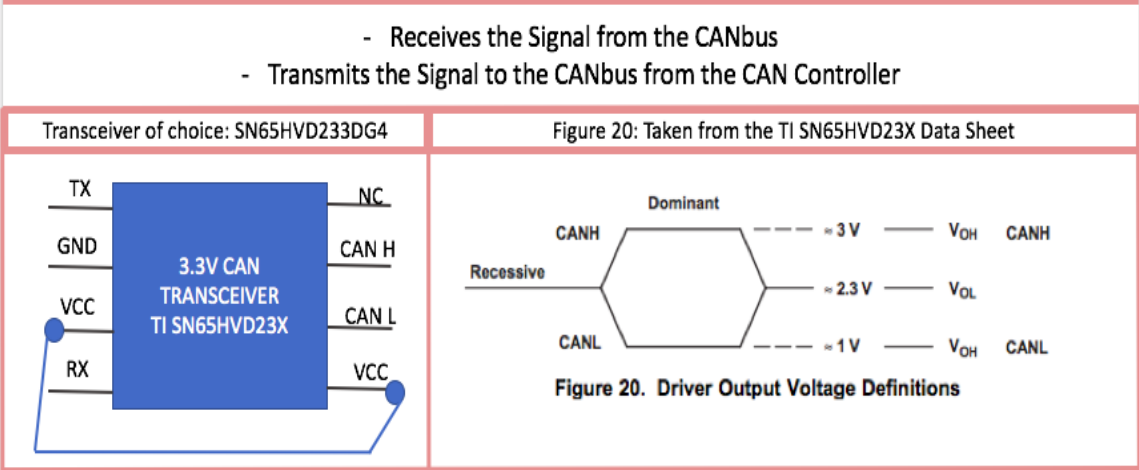 - Receives the Signal from the CANbus
- Transmits the Signal to the CANbus from the CAN Controller
Transceiver of choice: SN65HVD233DG4
Figure 20: Taken from the TI SN65HVD23X Data Sheet
TX
NC
GND
CAN H
3.3V CAN
TRANSCEIVER
TI SN65HVD23X
VCC
CAN L
RX
VCC
Dominant
CANH
≈ 3 V
VOH
CANH
Recessive
≈ 2.3 V
VOL
CANL
≈ 1 V
VOH
CANL
Figure 20. Driver Output Voltage Definitions